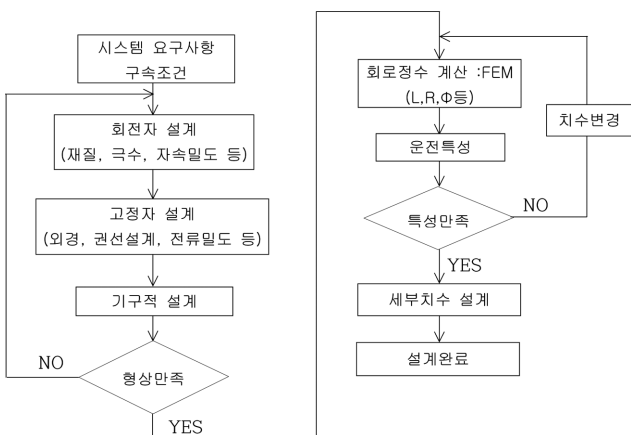 시스템 요구사항
구속조건
회전자 설계
(재질, 극수, 자속밀도 등)
고정자 설계
(외경, 권선설계, 전류밀도 등)
기구적 설계
NO
형상만족
YES
회로정수 계산 :FEM
(L,R,Φ등)
치수변경
운전특성
NO
특성만족
YES
세부치수 설계
설계완료